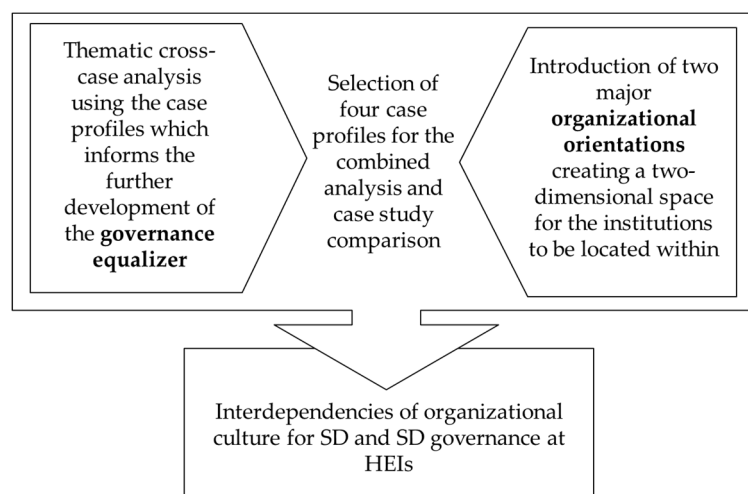 Thematic cross-
case analysis
using the case
profiles which
informs the
further
development of
the governance
equalizer
Selection of
four case
profiles for the
combined
analysis and
case study
comparison
Introduction of two
major
organizational
orientations
creating a two-
dimensional space
for the institutions
to be located within
Interdependencies of organizational
culture for SD and SD governance at
HEIs